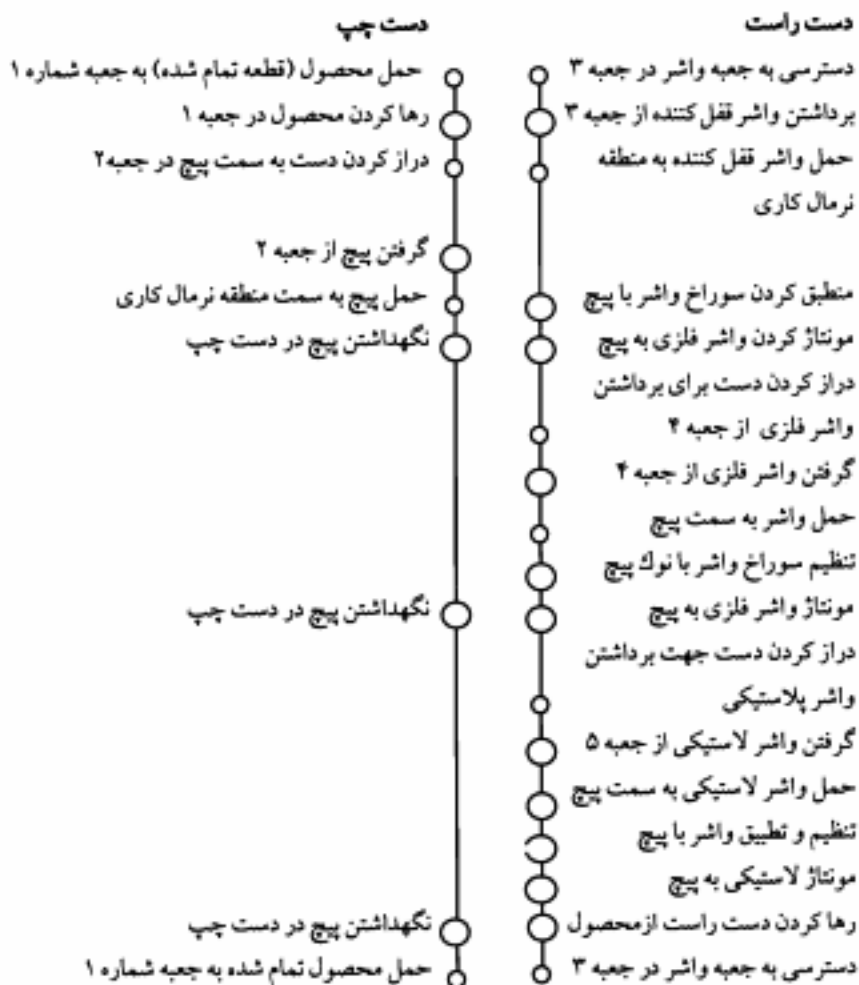 دست راست
دسترسی به جعبه واشر در جعبه ۳
برداشتن واشر قفل کننده از جعبه ۳
حمل واشر قفل کننده به منطقه
نرمال کاری
منطبق کردن سوراخ واشر با پیچ
مونتاژ کردن واشر فلزی به پیچ
دراز کردن دست برای برداشتن
واشر فلزی از جعبه ۴
گرفتن واشر فلزی از جعبه ۴
حمل واشر به سمت پیچ
تنظیم سوراخ واشر با نوك پیچ
مونتاژ واشر فلزی به پیچ
دراز کردن دست جهت برداشتن
واشر پلاستیکی
گرفتن واشر لاستیکی از جعبه ۵
حمل واشر لاستیکی به سمت پیچ
تنظیم و تطبیق واشر با پیچ
مونتاژ لاستیکی به پیچ
رها کردن دست راست ازمحصول
دسترسی به جعبه واشر در جعبه ۳
دست چپ
حمل محصول (قطعه تمام شده) به جعبه شماره ۱
رها کردن محصول در جعبه ۱
دراز کردن دست به سمت پیچ در جعبه۲
گرفتن پیچ از جعبه ۲
حمل پیچ به سمت منطقه نرمال کاری
نگهداشتن پیچ در دست چپ
نگهداشتن پیچ در دست چپ
نگهداشتن پیچ در دست چپ
حمل محصول تمام شده به جعبه شماره ۱